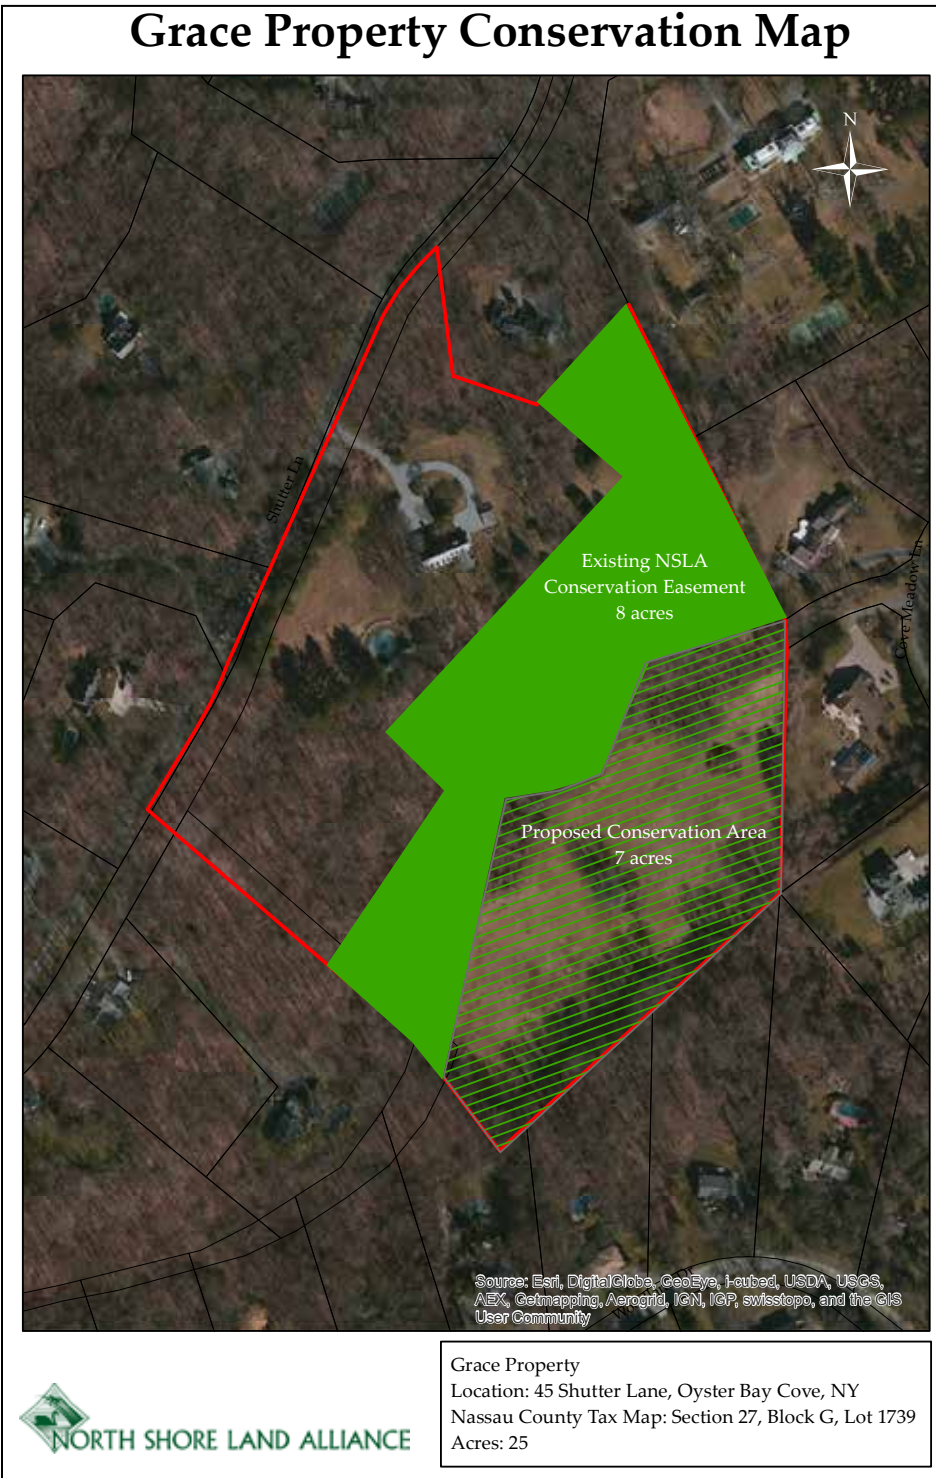 Grace Property Conservation Map
N
Shutter Ln
Existing NSLA
Conservation Easement
8 acres
Cove Meadow Ln
Proposed Conservation Area
7 acres
Source: Esri, DigitalGlobe, GeoEye, i-cubed, USDA, USGS,
AEX, Getmapping, Aerogrid, IGN, IGP, swisstopo, and the GIS
User Community
NORTH SHORE LAND ALLIANCE
Grace Property
Location: 45 Shutter Lane, Oyster Bay Cove, NY
Nassau County Tax Map: Section 27, Block G, Lot 1739
Acres: 25